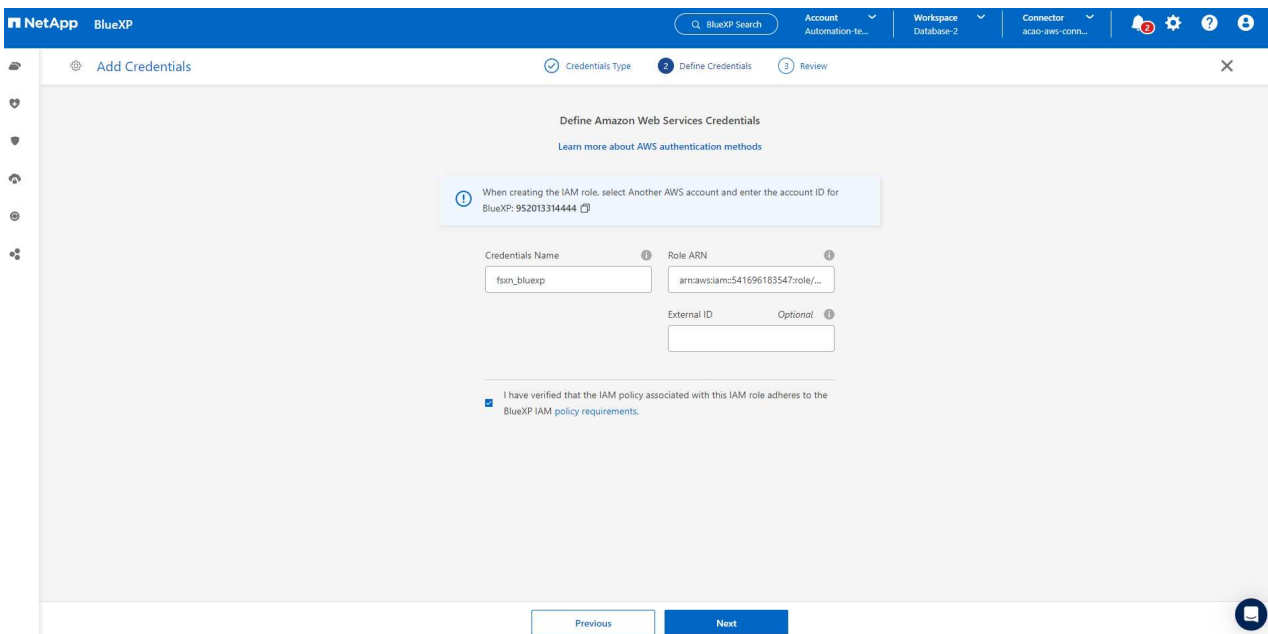 NetApp BlueXP
BlueXP Search
Account
Automation-te...
Workspace
Database-2
Connector
acao-aws-conn...
2
Add Credentials
Credentials Type
2 Define Credentials
3 Review
Define Amazon Web Services Credentials
Learn more about AWS authentication methods
When creating the IAM role, select Another AWS account and enter the account ID for
BlueXP: 952013314444
Credentials Name
Role ARN
fsxn_bluexp
arn:aws:iam::541696183547:role/...
External ID
Optional
I have verified that the IAM policy associated with this IAM role adheres to the
BlueXP IAM policy requirements.
Previous
Next